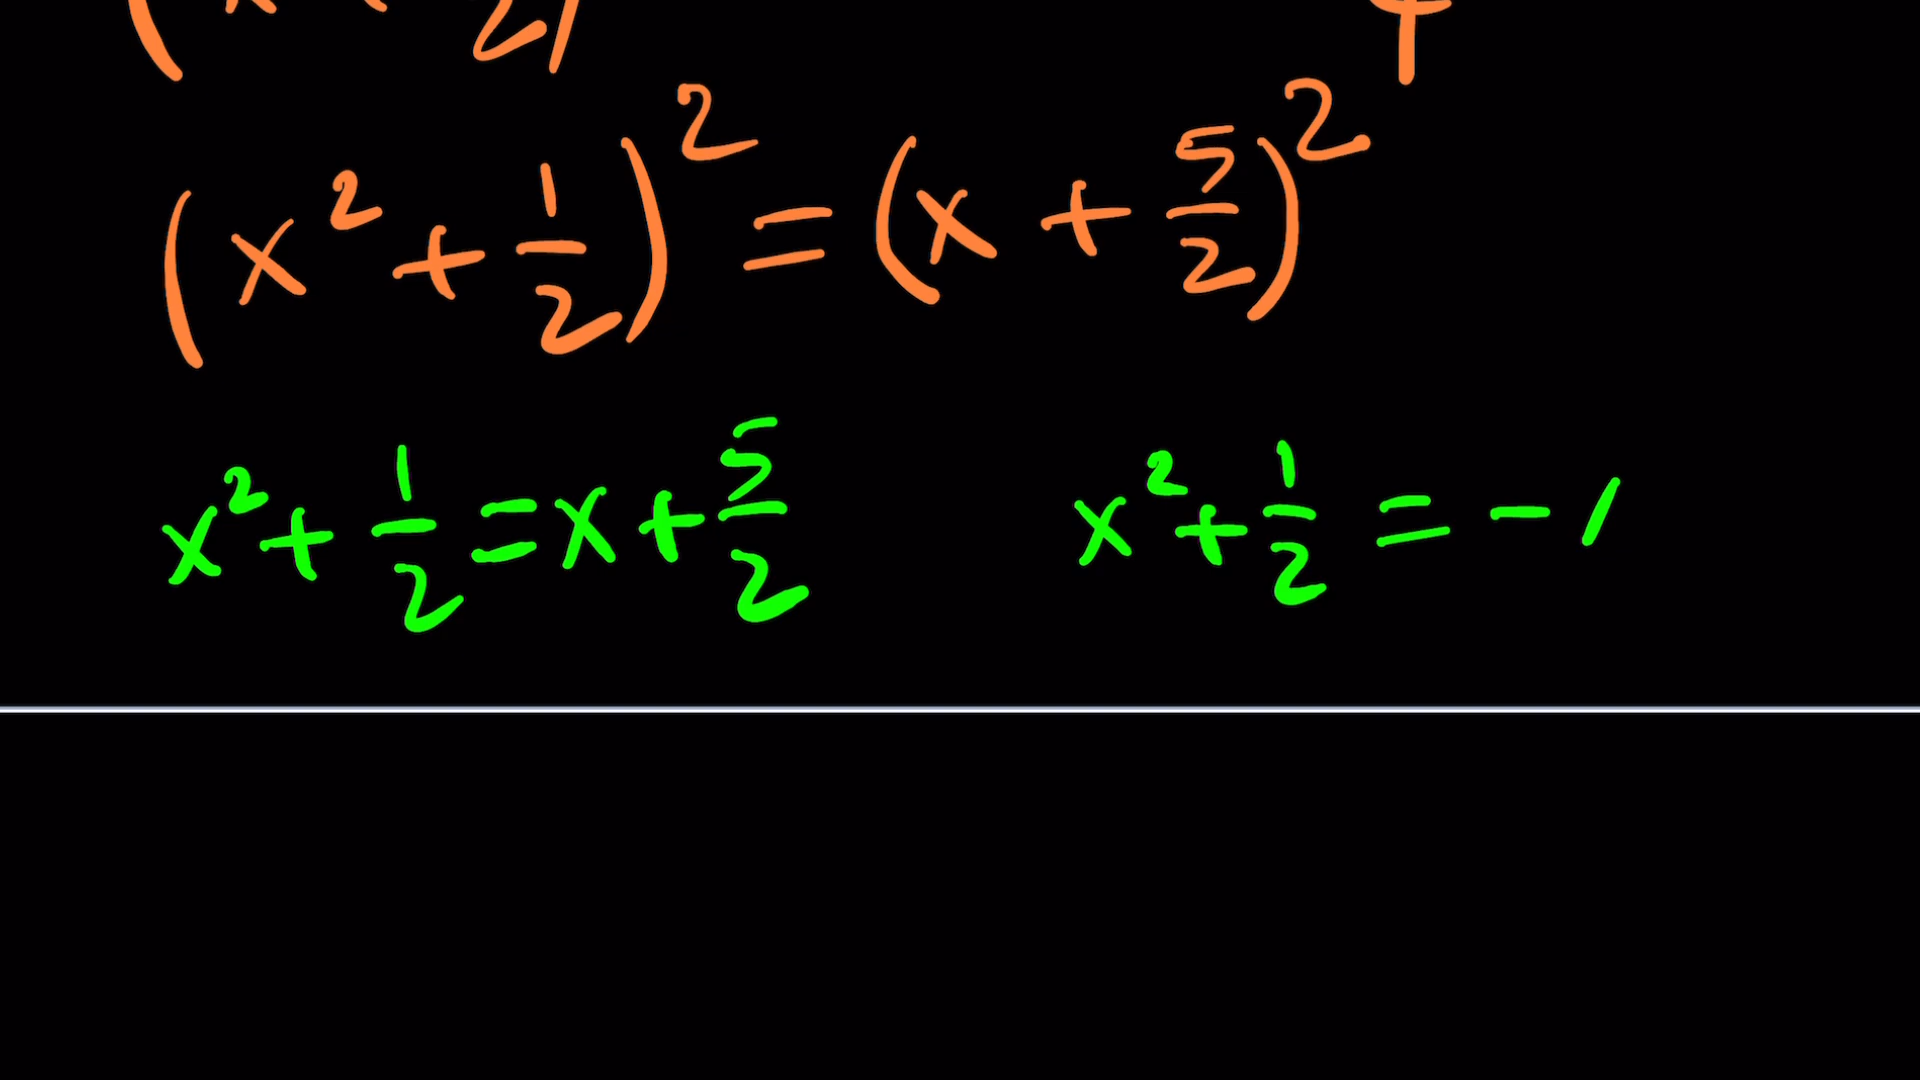 (x² + 1/2)² = (x + 5/2)²
x² + 1/2 = x + 5/2    x² + 1/2 = -